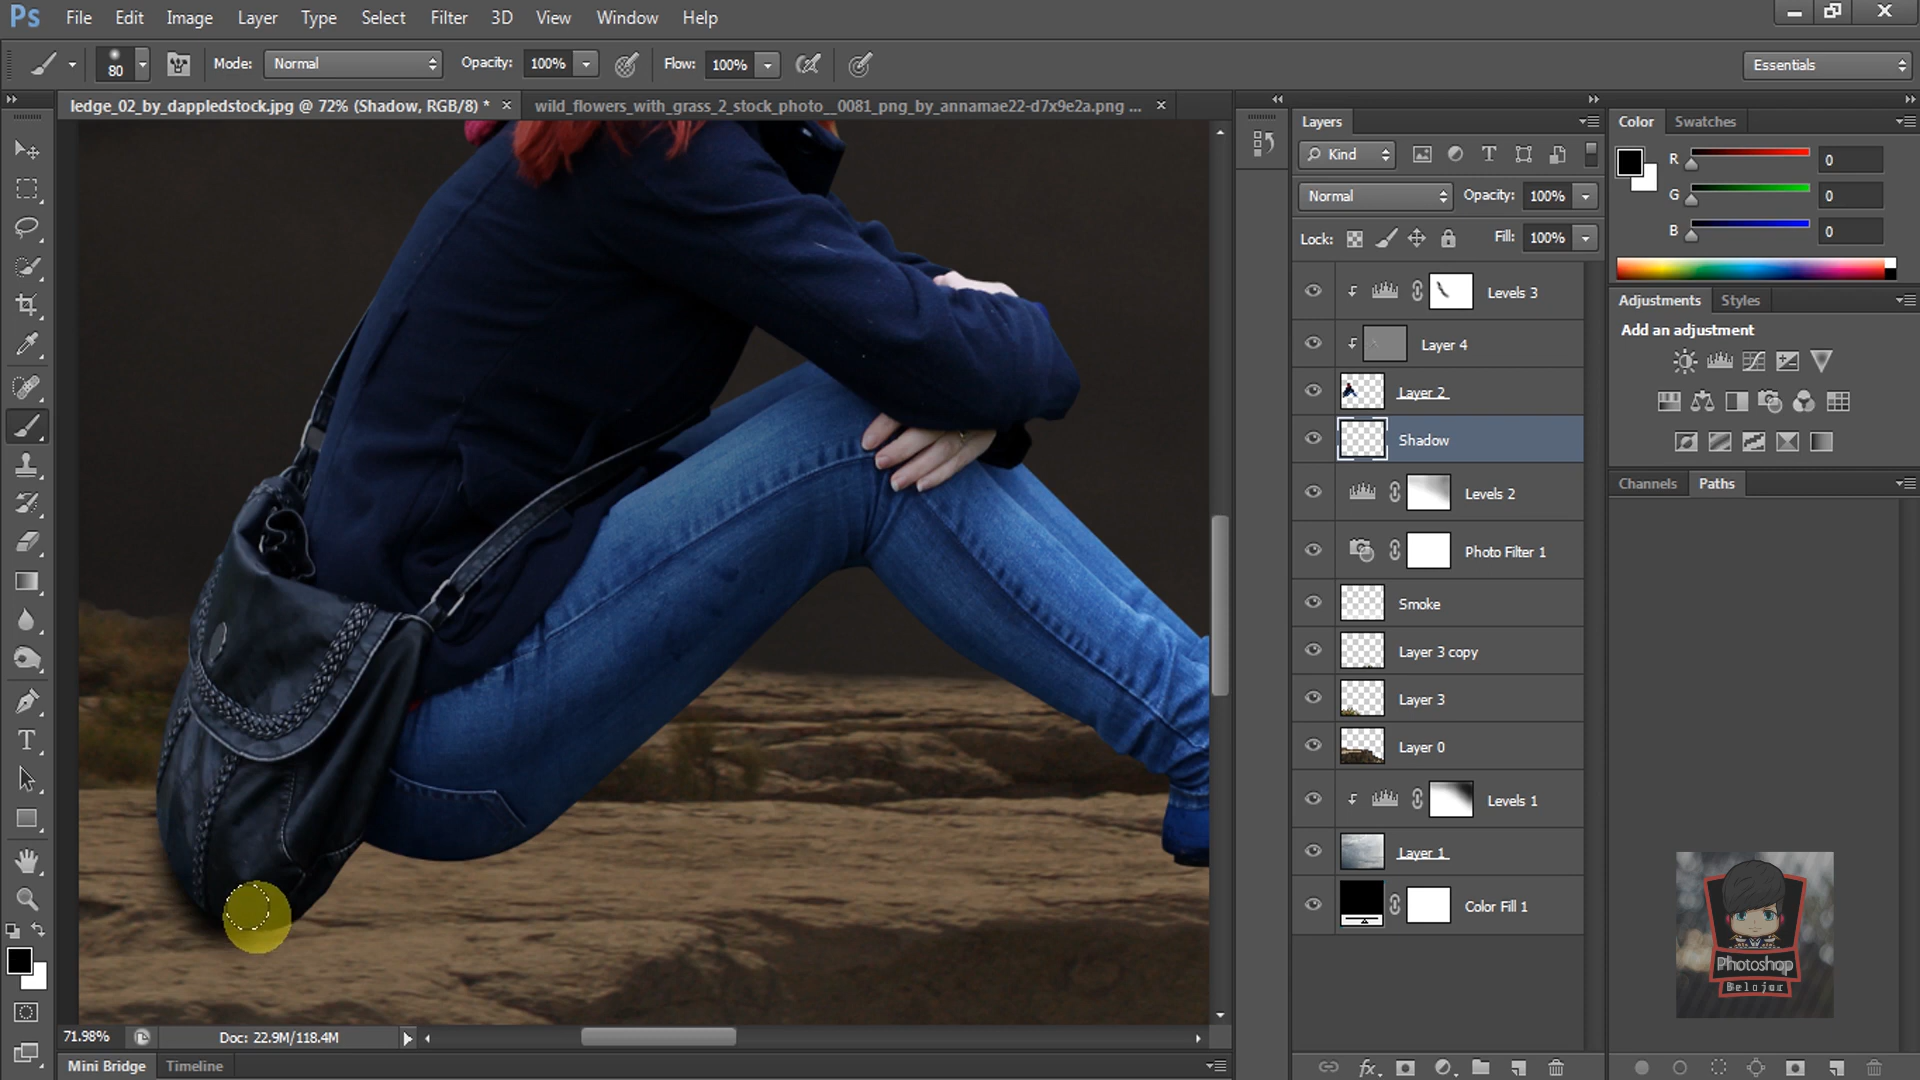 Ps File Edit Image Layer Type Select Filter 3D View Window Help
80 Mode: Normal Opacity: 100% Flow: 100% Essentials
ledge_02_by_dappledstock.jpg @ 72% (Shadow, RGB/8) * × wild_flowers_with_grass_2_stock_photo__0081_png_by_annamae22-d7x9e2a.png ... ×
Layers
Kind
Normal Opacity: 100%
Lock: Fill: 100%
Levels 3
Layer 4
Layer 2
Shadow
Levels 2
Photo Filter 1
Smoke
Layer 3 copy
Layer 3
Layer 0
Levels 1
Layer 1
Color Fill 1
Color Swatches
R 0
G 0
B 0
Adjustments Styles
Add an adjustment
Channels Paths
Photoshop
Belajar
71.98% Doc: 22.9M/118.4M
Mini Bridge Timeline